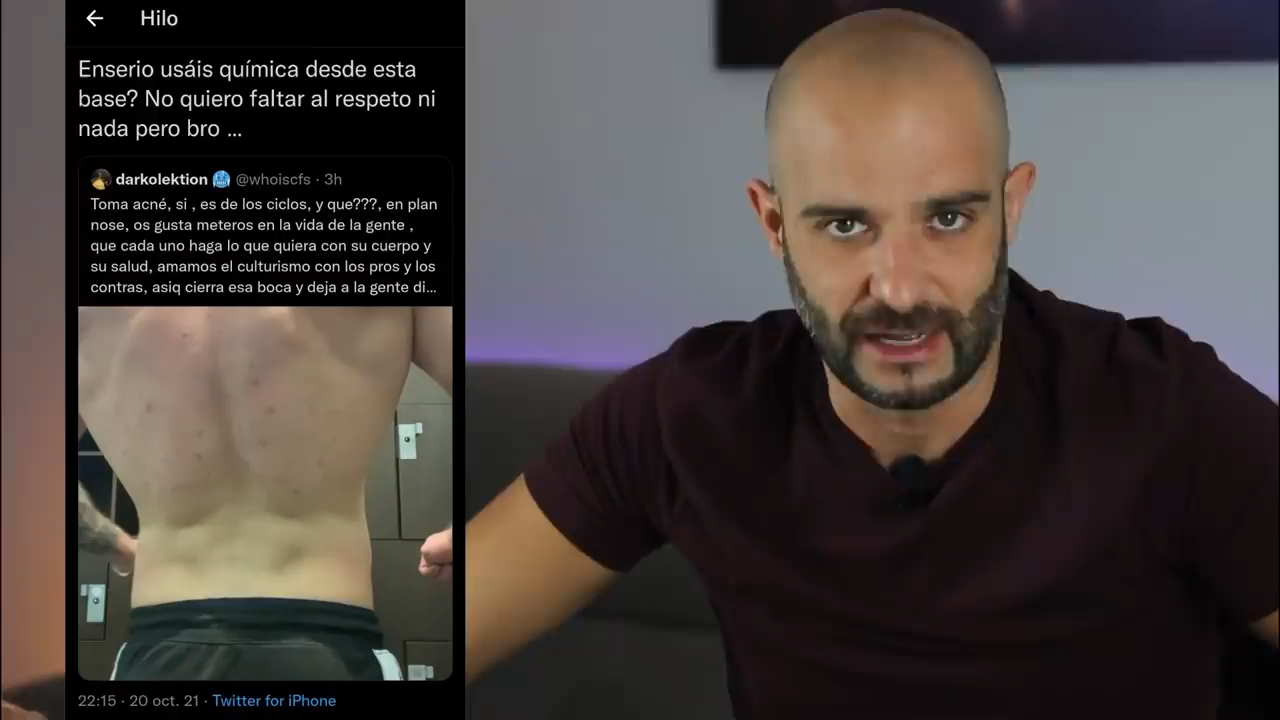 Hilo
Enserio usáis química desde esta
base? No quiero faltar al respeto ni
nada pero bro ...
darkolektion 🥶 @whoiscfs · 3h
Toma acné, si , es de los ciclos, y que???, en plan
nose, os gusta meteros en la vida de la gente ,
que cada uno haga lo que quiera con su cuerpo y
su salud, amamos el culturismo con los pros y los
contras, asiq cierra esa boca y deja a la gente di...
22:15 · 20 oct. 21 · Twitter for iPhone